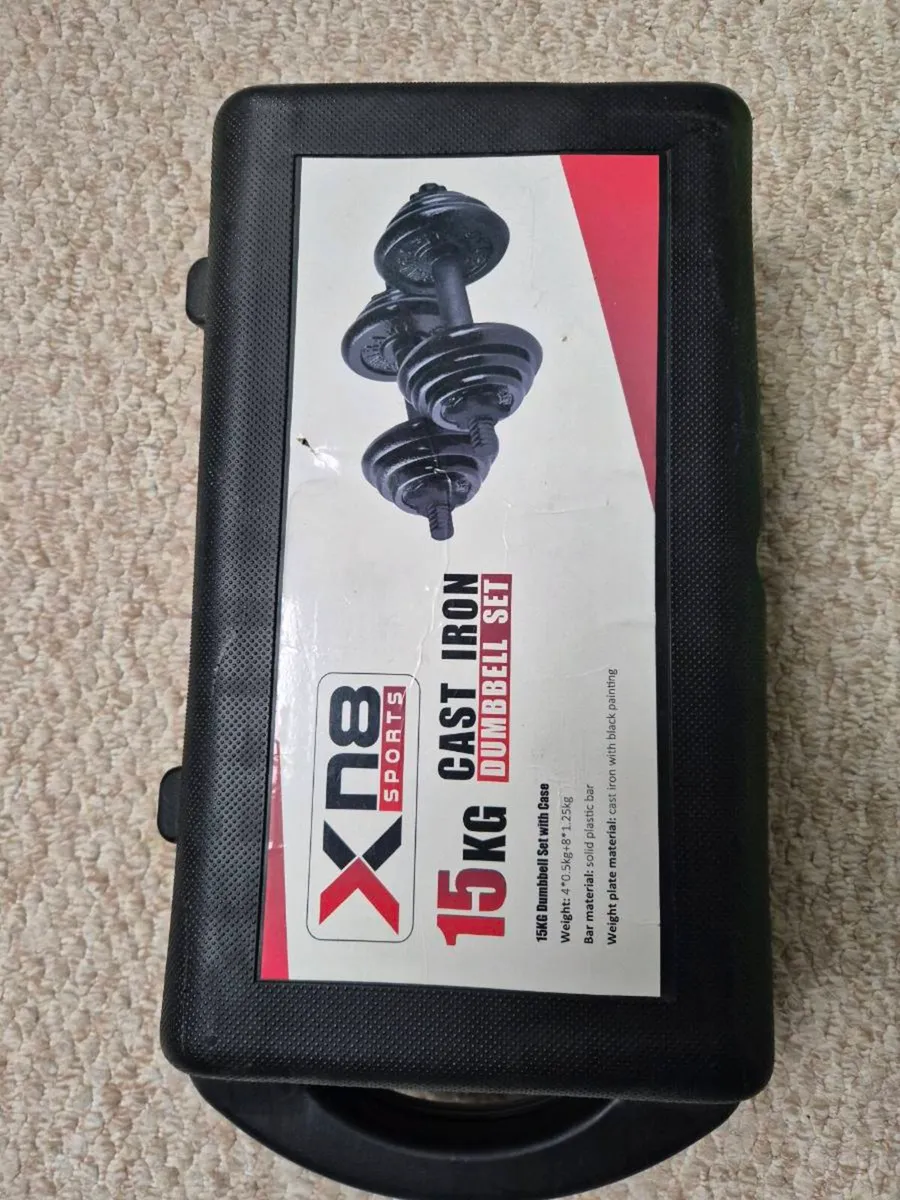 Xn8
SPORTS
15KG CAST IRON
DUMBBELL SET
15KG Dumbbell Set with Case
Weight: 4*0.5kg+8*1.25kg
Bar material: solid plastic bar
Weight plate material: cast iron with black painting